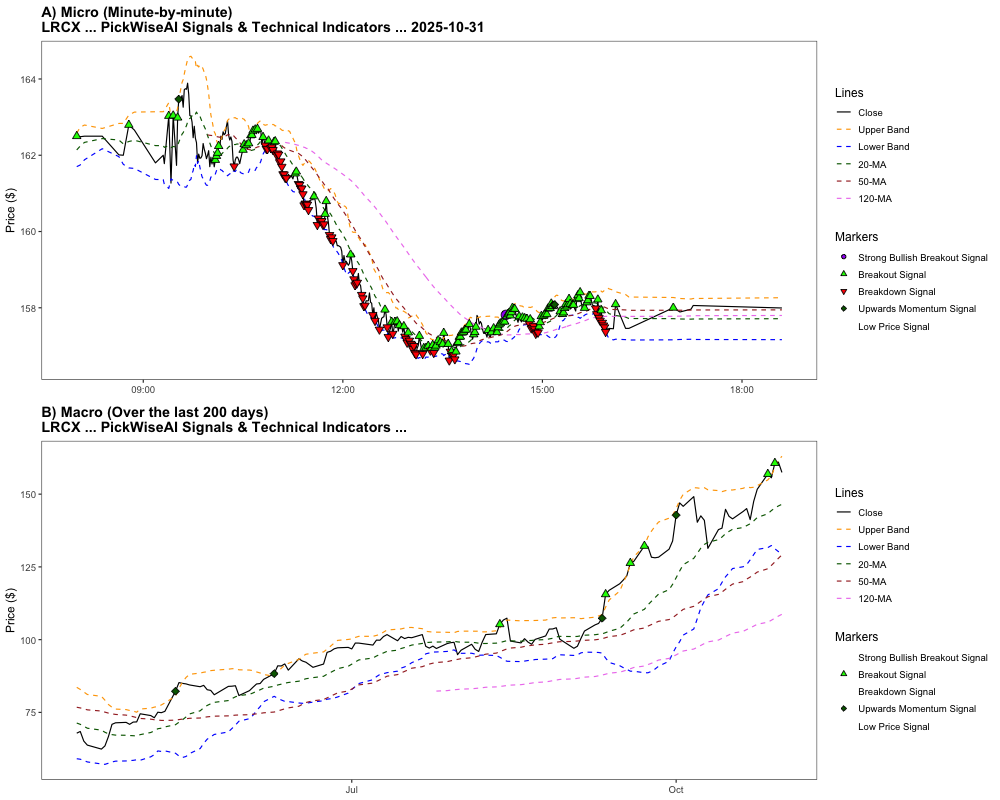 A) Micro (Minute-by-minute)
LRCX ... PickWiseAI Signals & Technical Indicators ... 2025-10-31
Price ($)
164
162
160
158
09:00
12:00
15:00
18:00
Lines
Close
Upper Band
Lower Band
20-MA
50-MA
120-MA
Markers
Strong Bullish Breakout Signal
Breakout Signal
Breakdown Signal
Upwards Momentum Signal
Low Price Signal
B) Macro (Over the last 200 days)
LRCX ... PickWiseAI Signals & Technical Indicators ...
Price ($)
150
125
100
75
Jul
Oct
Lines
Close
Upper Band
Lower Band
20-MA
50-MA
120-MA
Markers
Strong Bullish Breakout Signal
Breakout Signal
Breakdown Signal
Upwards Momentum Signal
Low Price Signal